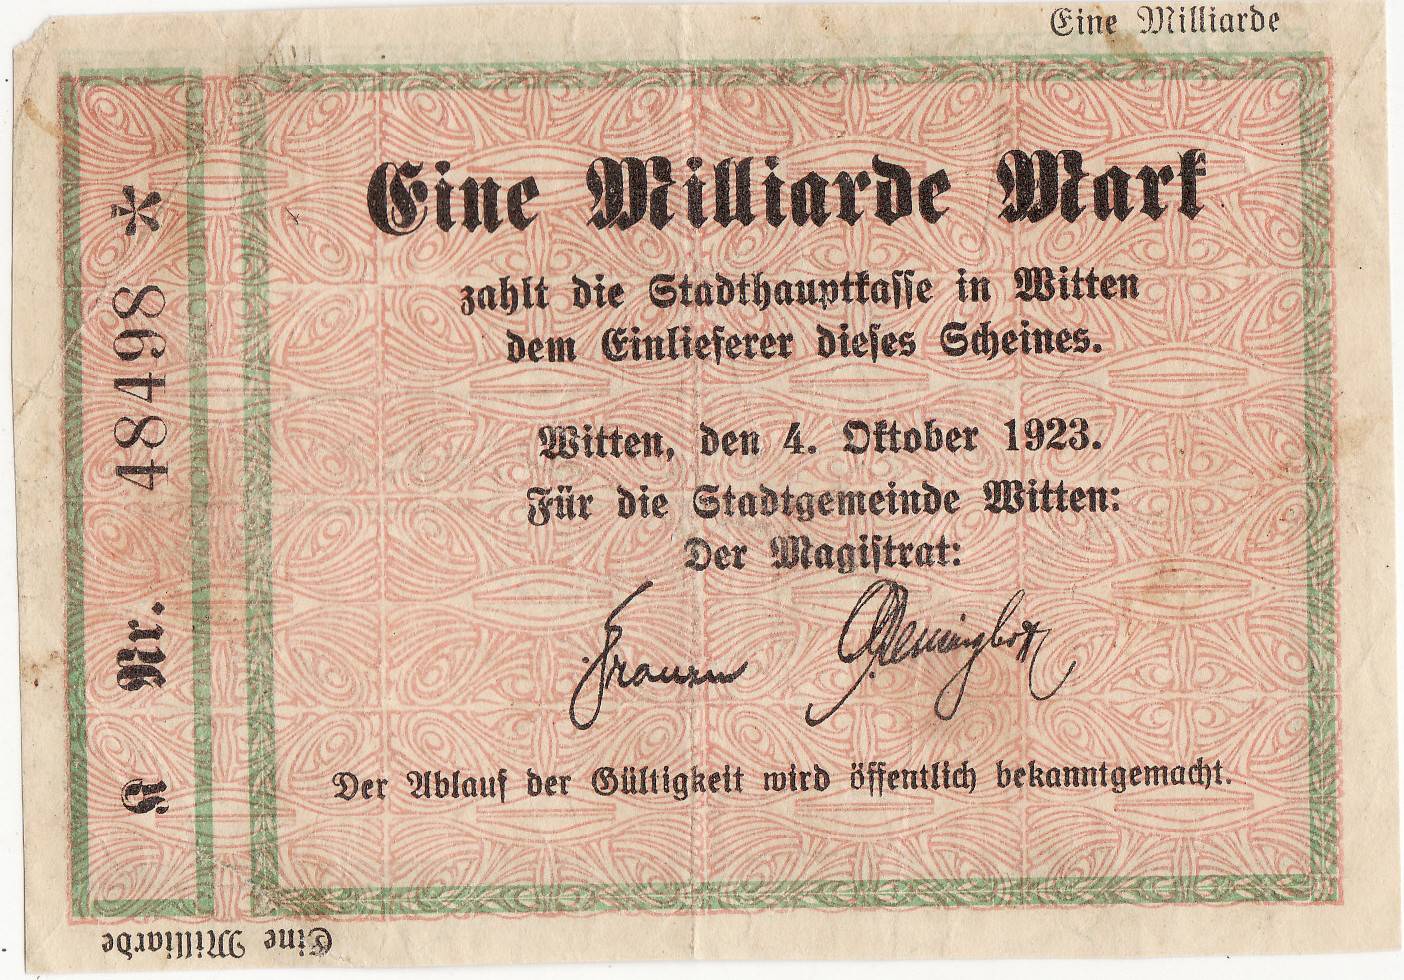 Eine Milliarde
Eine Milliarde Mark
zahlt die Stadthauptkasse in Witten
dem Einlieferer dieses Scheines.
Witten, den 4. Oktober 1923.
Für die Stadtgemeinde Witten:
Der Magistrat:
Der Ablauf der Gültigkeit wird öffentlich bekanntgemacht.
K Nr. 48498 *
Eine Milliarde